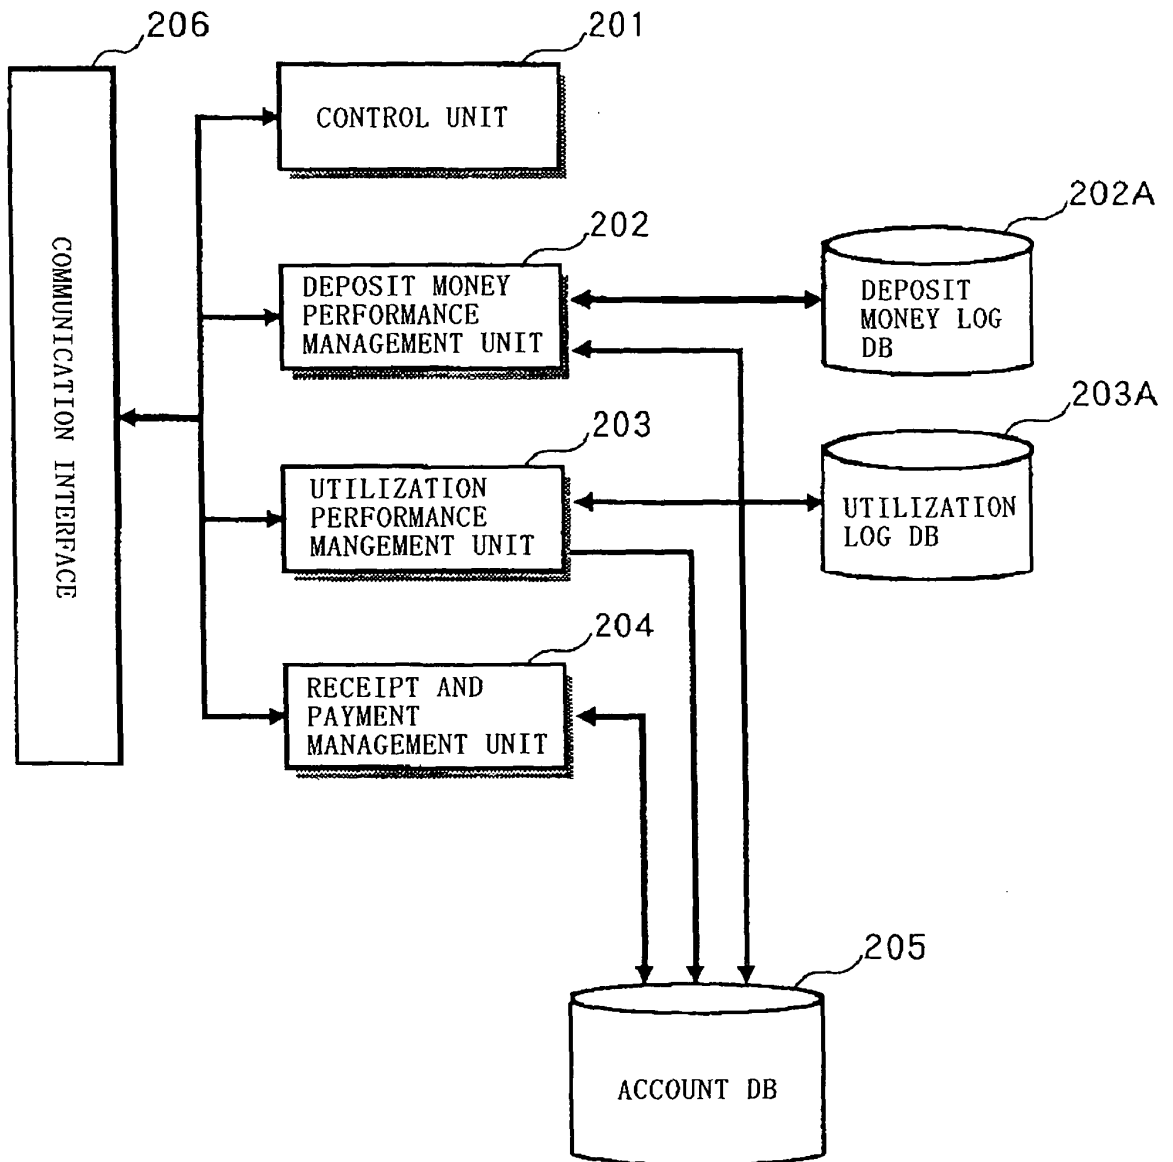 206
201
CONTROL UNIT
202
DEPOSIT MONEY
PERFORMANCE
MANAGEMENT UNIT
202A
DEPOSIT
MONEY LOG
DB
COMMUNICATION INTERFACE
203
UTILIZATION
PERFORMANCE
MANGEMENT UNIT
203A
UTILIZATION
LOG DB
204
RECEIPT AND
PAYMENT
MANAGEMENT UNIT
205
ACCOUNT DB